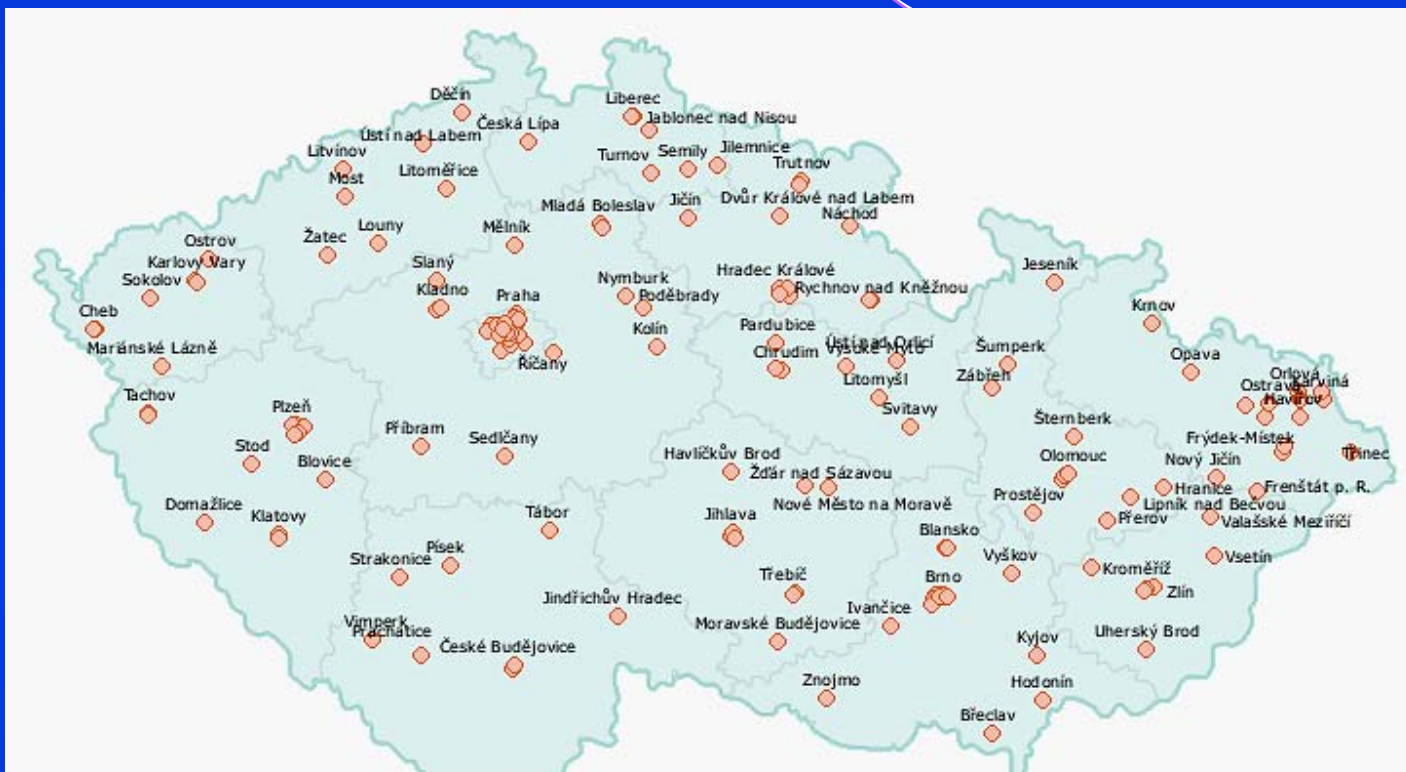 Děčín
Liberec
Jablonec nad Nisou
Ústí nad Labem
Česká Lípa
Litvínov
Turnov
Semily
Jilemnice
Trutnov
Most
Litoměřice
Mladá Boleslav
Jičín
Dvůr Králové nad Labem
Náchod
Louny
Mělník
Žatec
Ostrov
Karlovy Vary
Sokolov
Slaný
Kladno
Praha
Nymburk
Poděbrady
Hradec Králové
Rychnov nad Kněžnou
Jeseník
Krnov
Cheb
Mariánské Lázně
Kolín
Říčany
Pardubice
Chrudim
Ústí nad Orlicí
Vysoké Mýto
Šumperk
Opava
Litomyšl
Zábřeh
Orlová
Karviná
Ostrava
Havířov
Tachov
Plzeň
Svitavy
Šternberk
Stod
Příbram
Sedlčany
Blovice
Havlíčkův Brod
Žďár nad Sázavou
Olomouc
Frýdek-Místek
Třinec
Nový Jičín
Hranice
Frenštát p. R.
Nové Město na Moravě
Prostějov
Lipník nad Bečvou
Domažlice
Klatovy
Tábor
Jihlava
Přerov
Valašské Meziříčí
Blansko
Strakonice
Písek
Vyškov
Vsetín
Třebíč
Brno
Kroměříž
Zlín
Jindřichův Hradec
Ivančice
Vimperk
Prachatice
Moravské Budějovice
České Budějovice
Kyjov
Uherský Brod
Znojmo
Hodonín
Břeclav